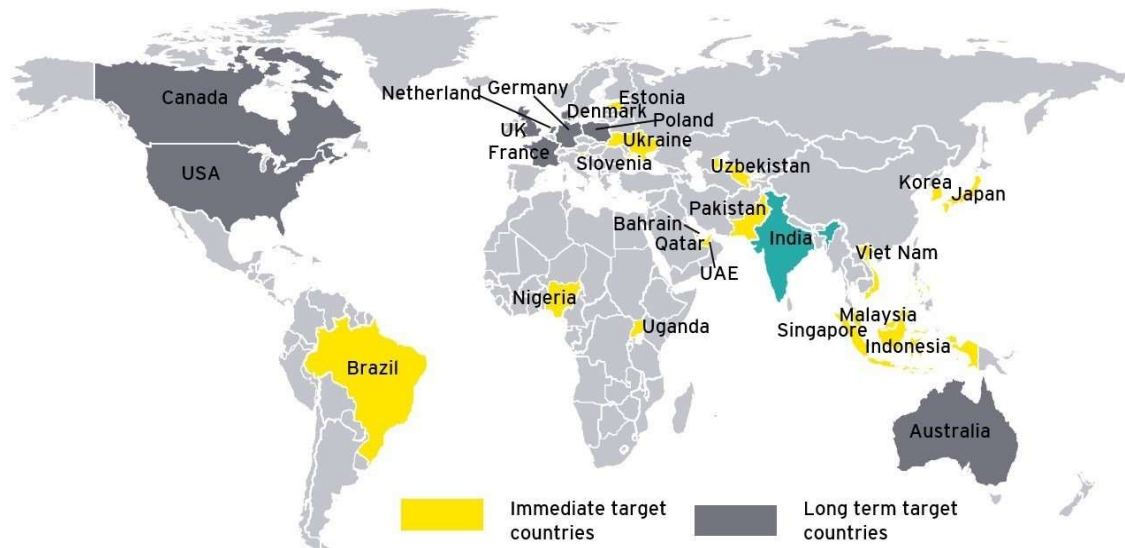 Canada
USA
Netherland
Germany
UK
France
Denmark
Estonia
Poland
Ukraine
Slovenia
Uzbekistan
Korea
Japan
Pakistan
Bahrain
Qatar
UAE
India
Viet Nam
Nigeria
Uganda
Malaysia
Singapore
Indonesia
Brazil
Australia
Immediate target
countries
Long term target
countries